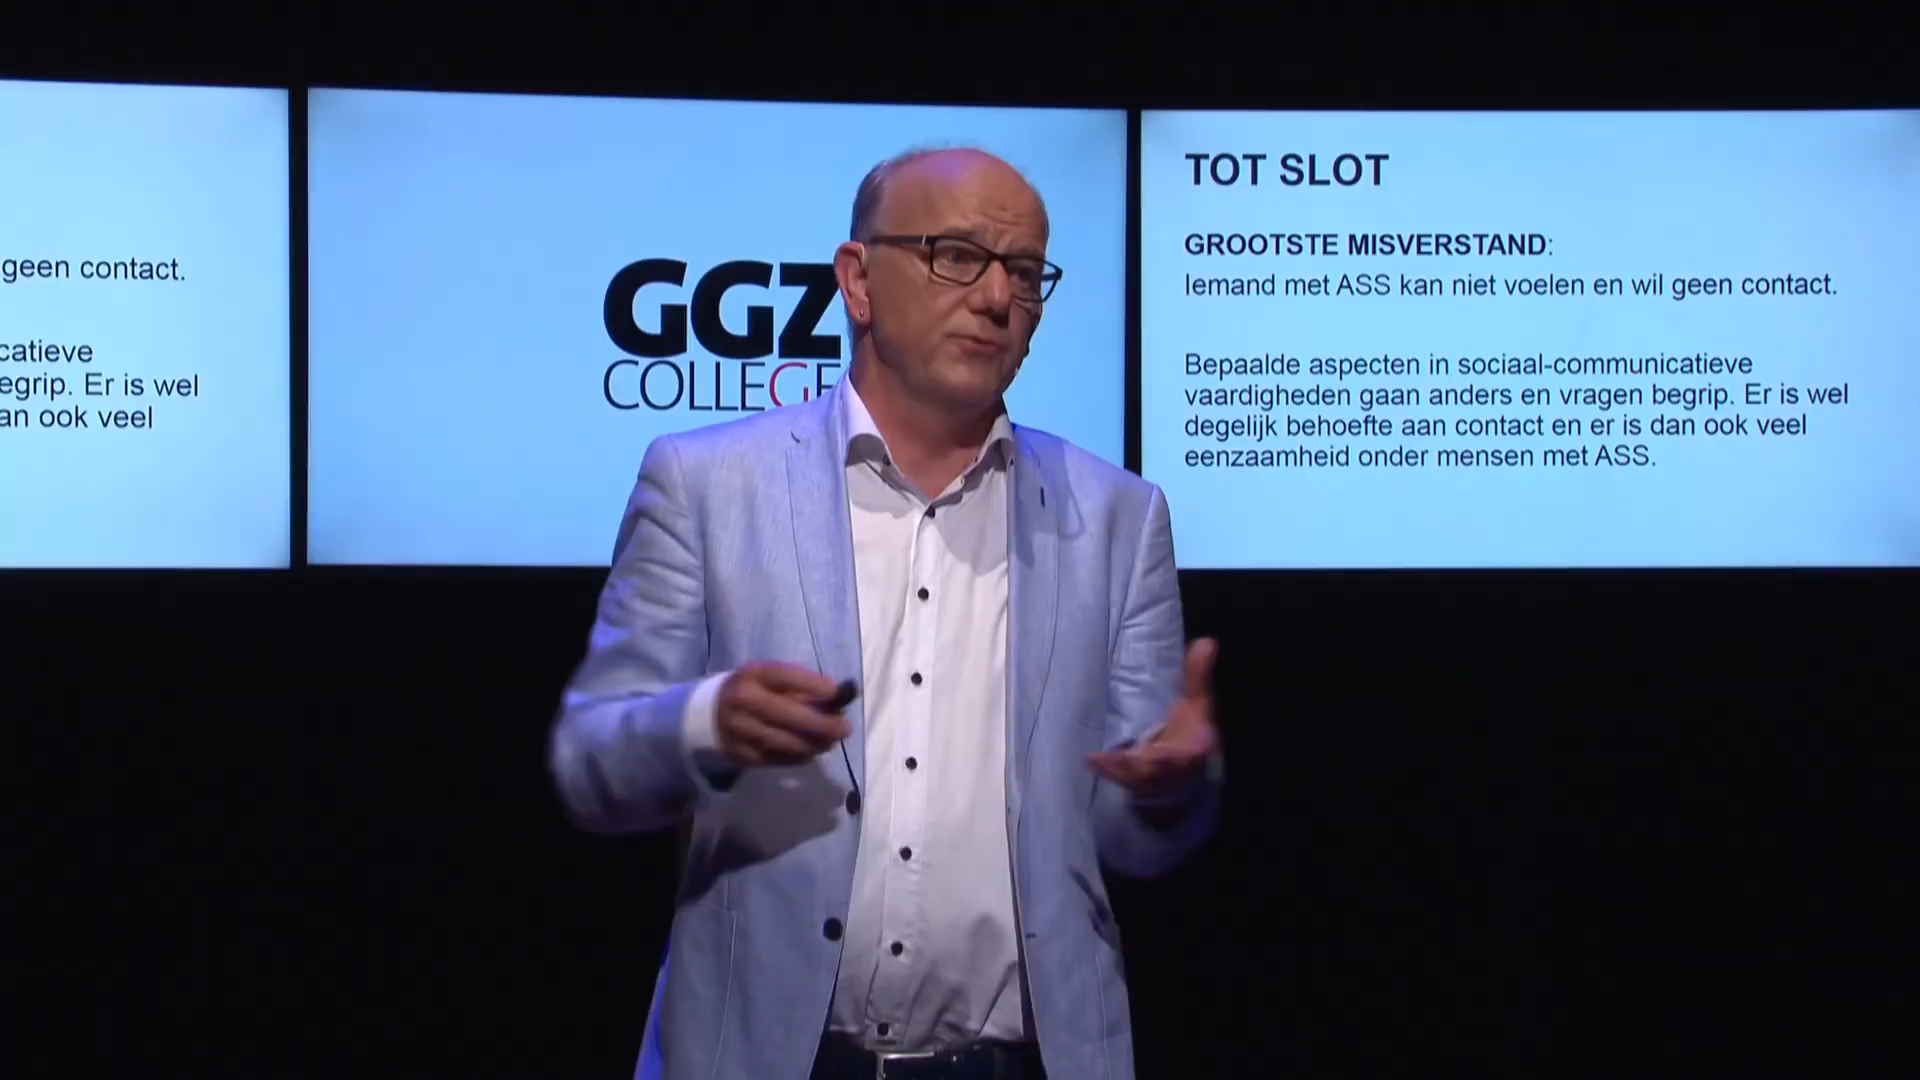 geen contact.
catieve
egrip. Er is wel
an ook veel
GGZ
COLLEGE
TOT SLOT
GROOTSTE MISVERSTAND:
Iemand met ASS kan niet voelen en wil geen contact.
Bepaalde aspecten in sociaal-communicatieve
vaardigheden gaan anders en vragen begrip. Er is wel
degelijk behoefte aan contact en er is dan ook veel
eenzaamheid onder mensen met ASS.